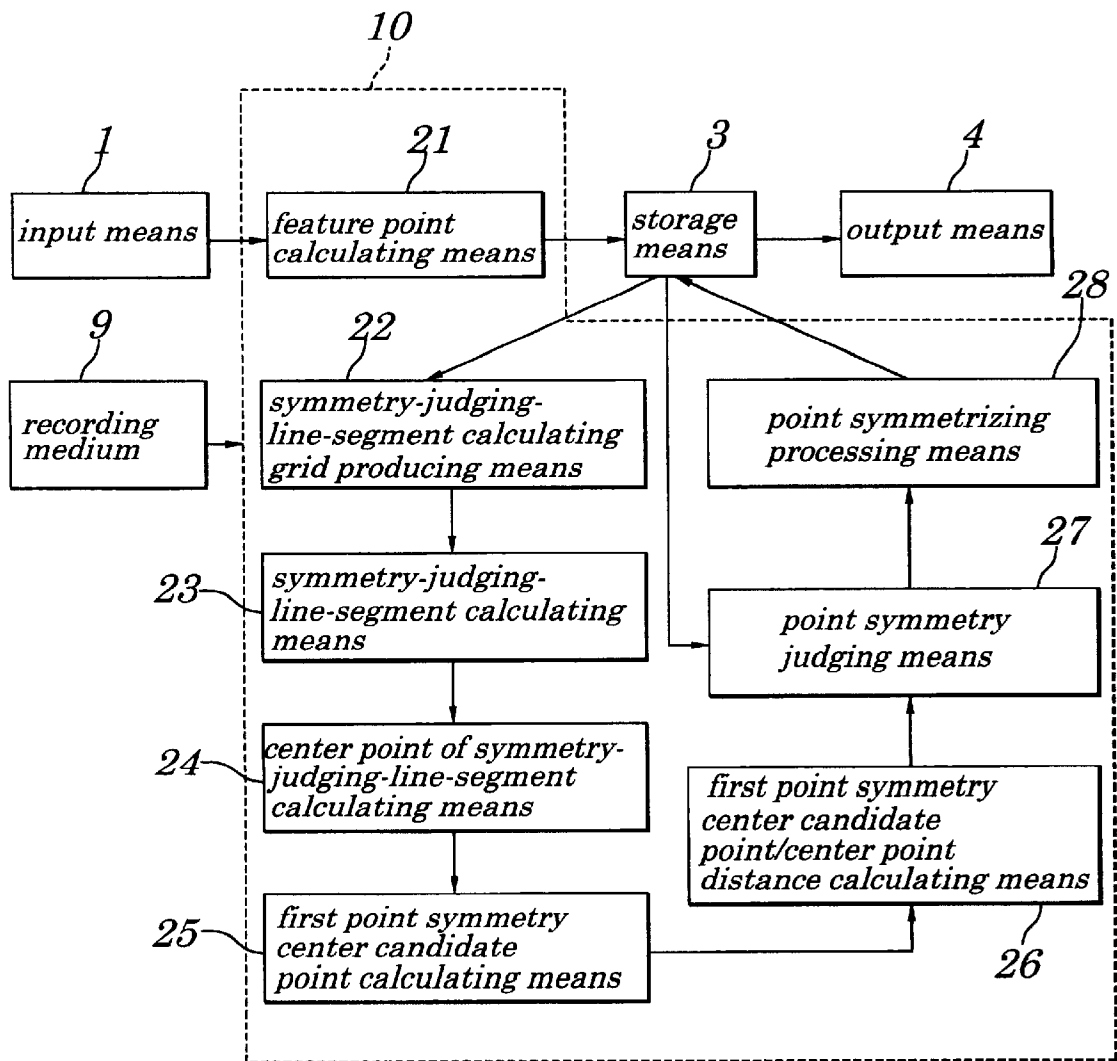 10
1
21
3
4
input means
feature point
calculating means
storage
means
output means
9
22
28
recording
medium
symmetry-judging-
line-segment calculating
grid producing means
point symmetrizing
processing means
23
27
symmetry-judging-
line-segment calculating
means
point symmetry
judging means
24
center point of symmetry-
judging-line-segment
calculating means
first point symmetry
center candidate
point/center point
distance calculating means
25
first point symmetry
center candidate
point calculating means
26